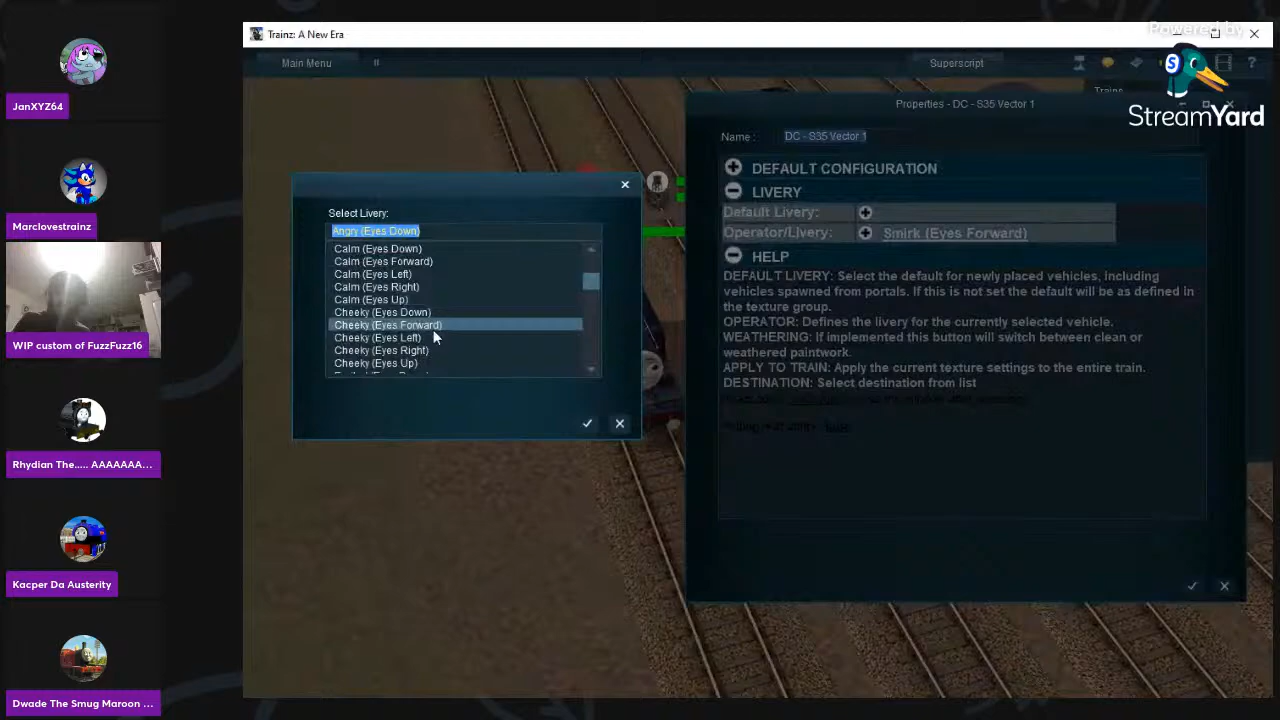 JanXYZ64
Marclovestrainz
WIP custom of FuzzFuzz16
Rhydian The..... AAAAAAA...
Kacper Da Austerity
Dwade The Smug Maroon ...
Trainz: A New Era
Powered by
StreamYard
Main Menu
Superscript
Trains
Select Livery:
Angry (Eyes Down)
Calm (Eyes Down)
Calm (Eyes Forward)
Calm (Eyes Left)
Calm (Eyes Right)
Calm (Eyes Up)
Cheeky (Eyes Down)
Cheeky (Eyes Forward)
Cheeky (Eyes Left)
Cheeky (Eyes Right)
Cheeky (Eyes Up)
Properties - DC - S35 Vector 1
Name : DC - S35 Vector 1
DEFAULT CONFIGURATION
LIVERY
Default Livery:
Operator/Livery: Smirk (Eyes Forward)
HELP
DEFAULT LIVERY: Select the default for newly placed vehicles, including
vehicles spawned from portals. If this is not set the default will be as defined in
the texture group.
OPERATOR: Defines the livery for the currently selected vehicle.
WEATHERING: If implemented this button will switch between clean or
weathered paintwork.
APPLY TO TRAIN: Apply the current texture settings to the entire train.
DESTINATION: Select destination from list